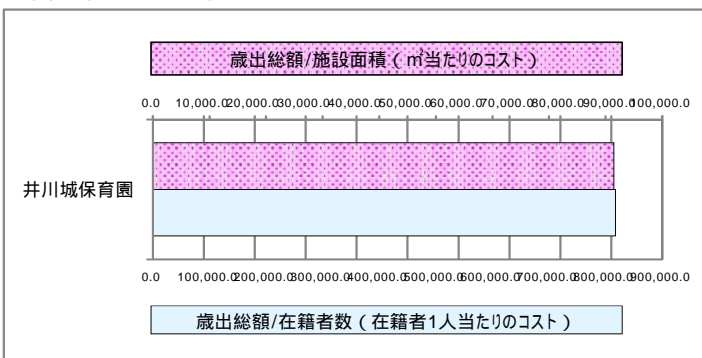 歳出総額/施設面積(㎡当たりのコスト)
0.0 10,000.0 20,000.0 30,000.0 40,000.0 50,000.0 60,000.0 70,000.0 80,000.0 90,000.0 100,000.0
井川城保育園
0.0 100,000.0 200,000.0 300,000.0 400,000.0 500,000.0 600,000.0 700,000.0 800,000.0 900,000.0
歳出総額/在籍者数(在籍者1人当たりのコスト)